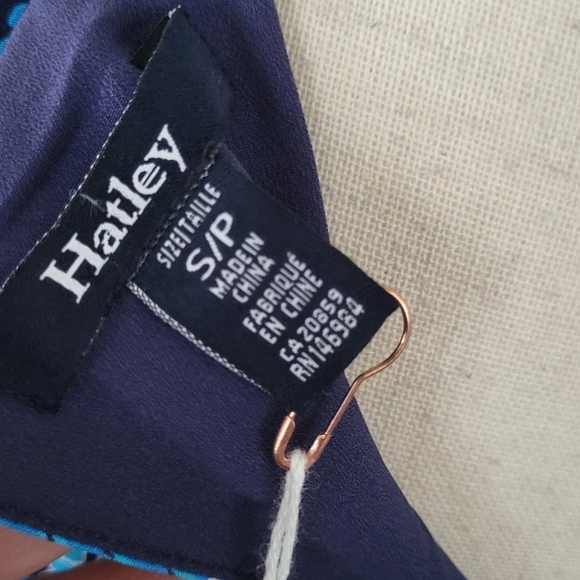 Hatley
SIZE/TAILLE
S/P
MADE IN
CHINA
FABRIQUÉ
EN CHINE
CA 20859
RN146984